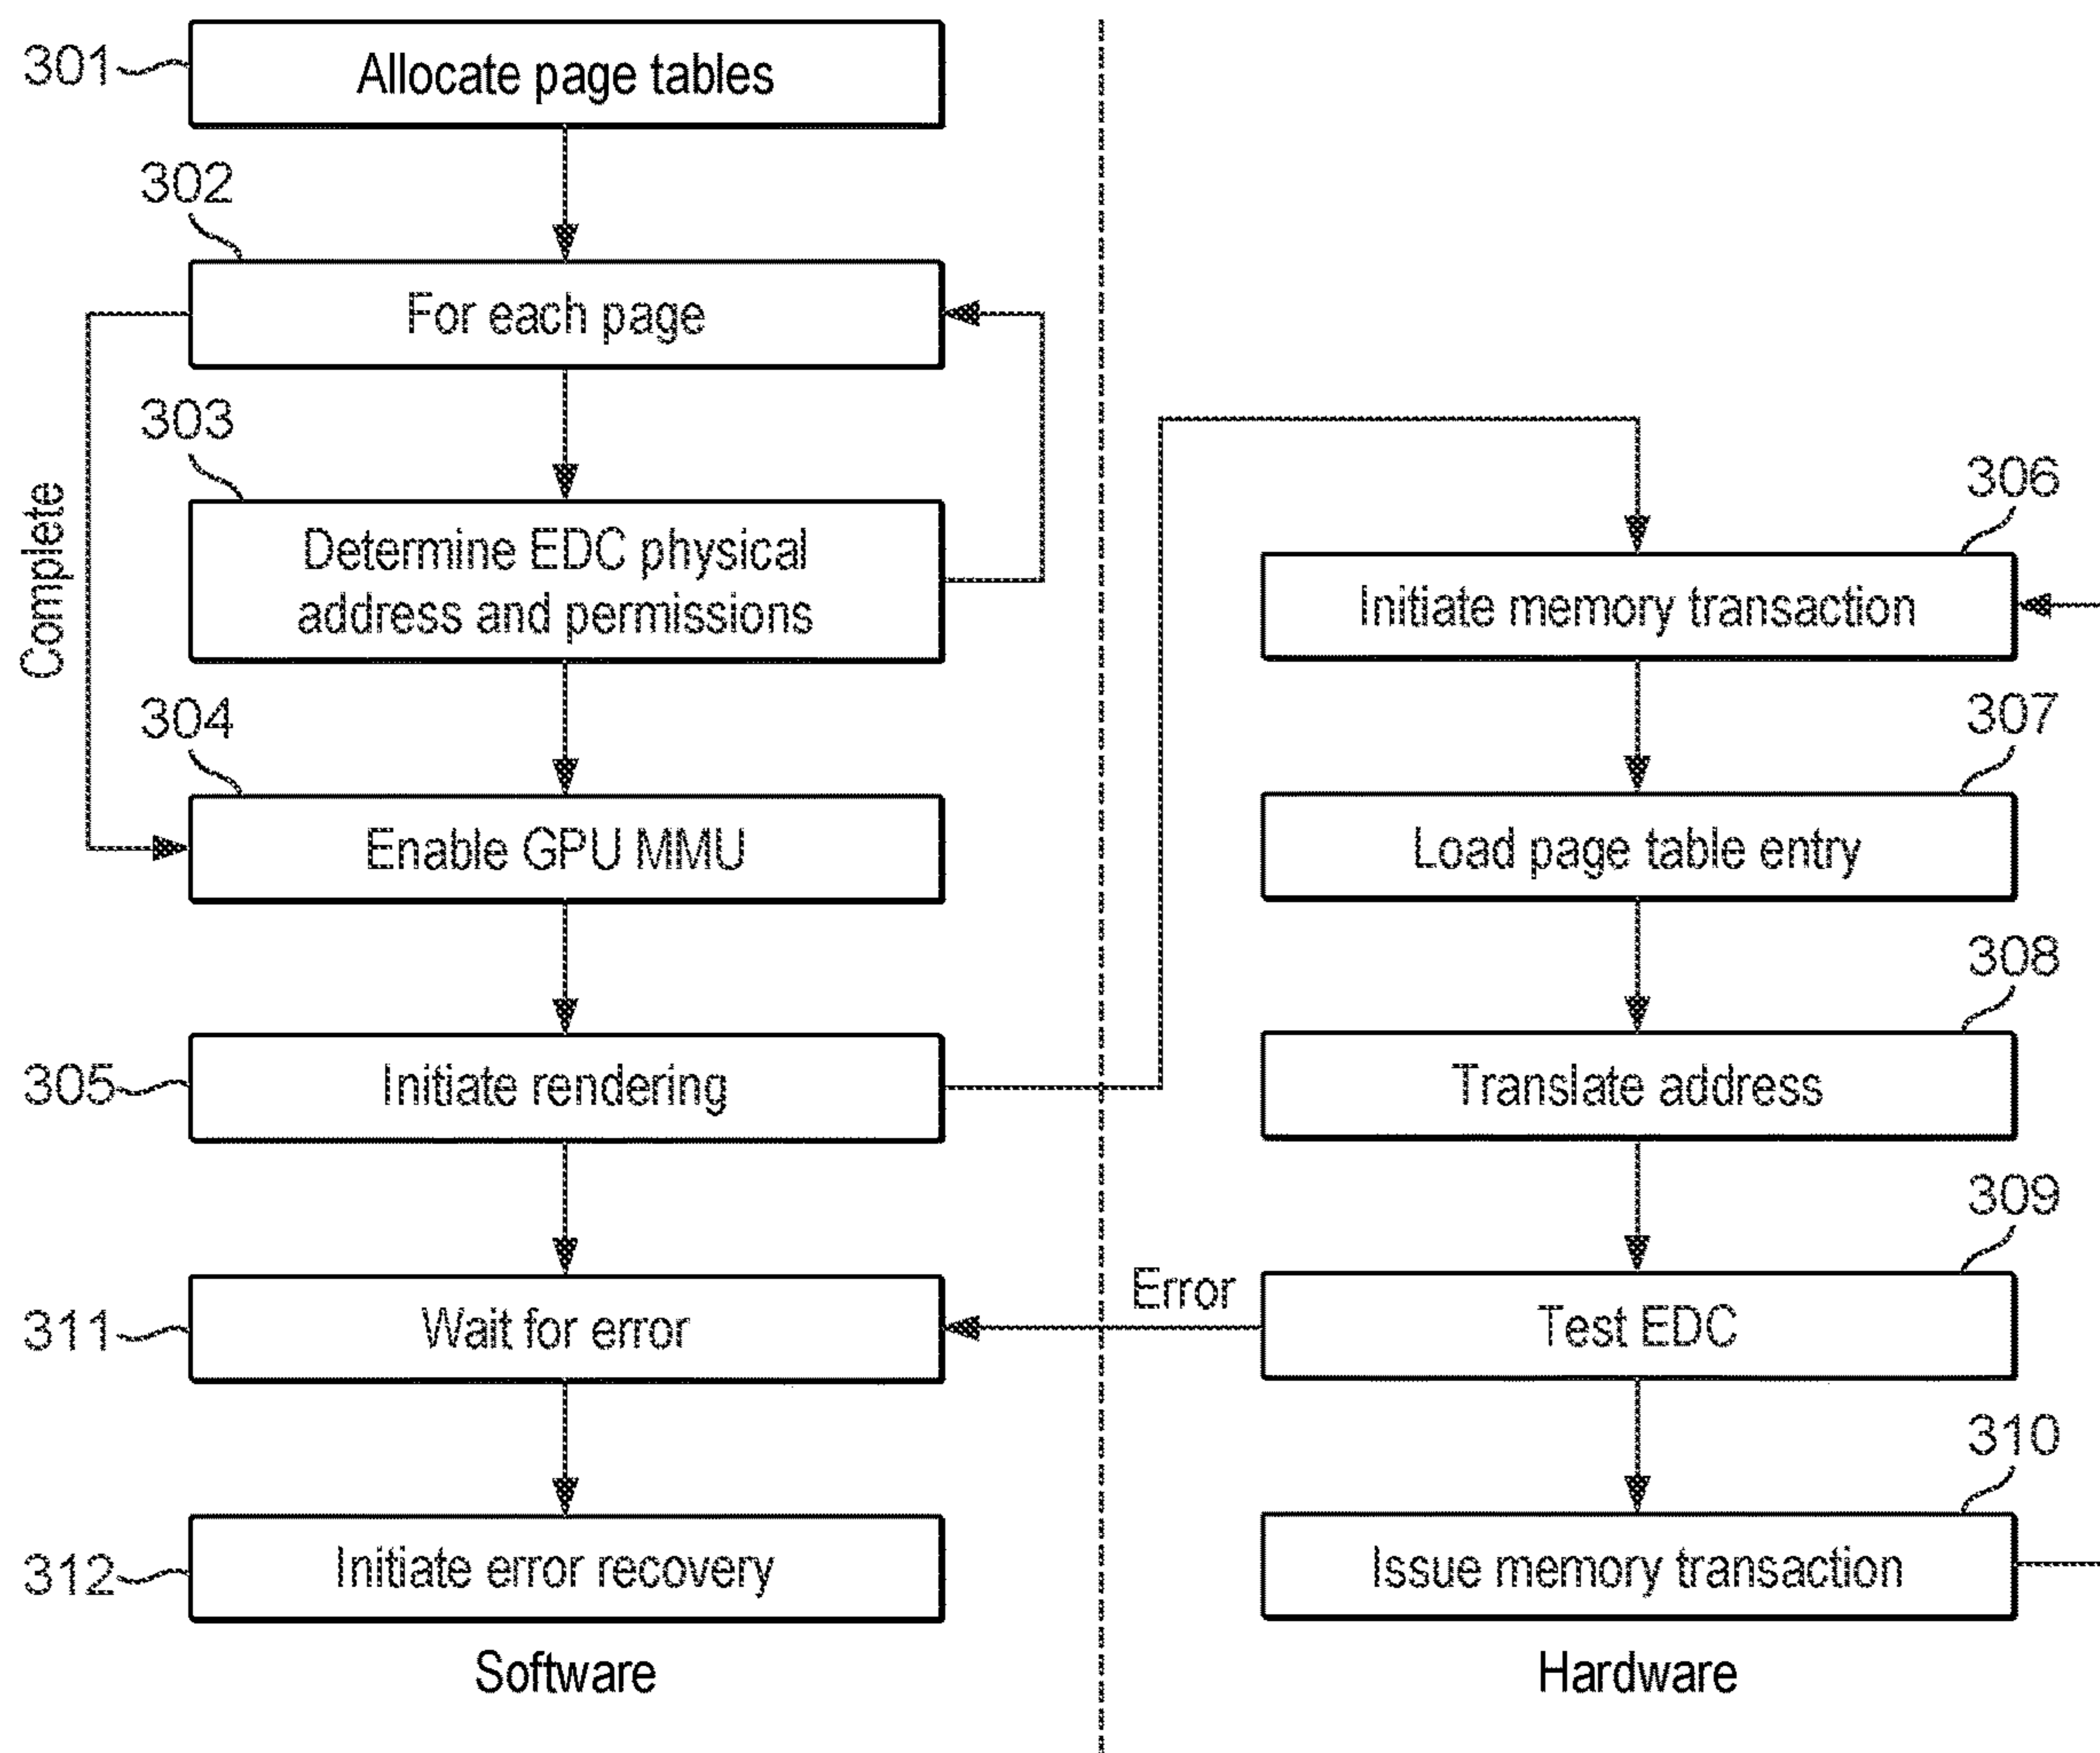 301
Allocate page tables
302
For each page
303
Determine EDC physical
address and permissions
Complete
304
Enable GPU MMU
305
Initiate rendering
311
Wait for error
312
Initiate error recovery
Software
306
Initiate memory transaction
307
Load page table entry
308
Translate address
309
Error
Test EDC
310
Issue memory transaction
Hardware